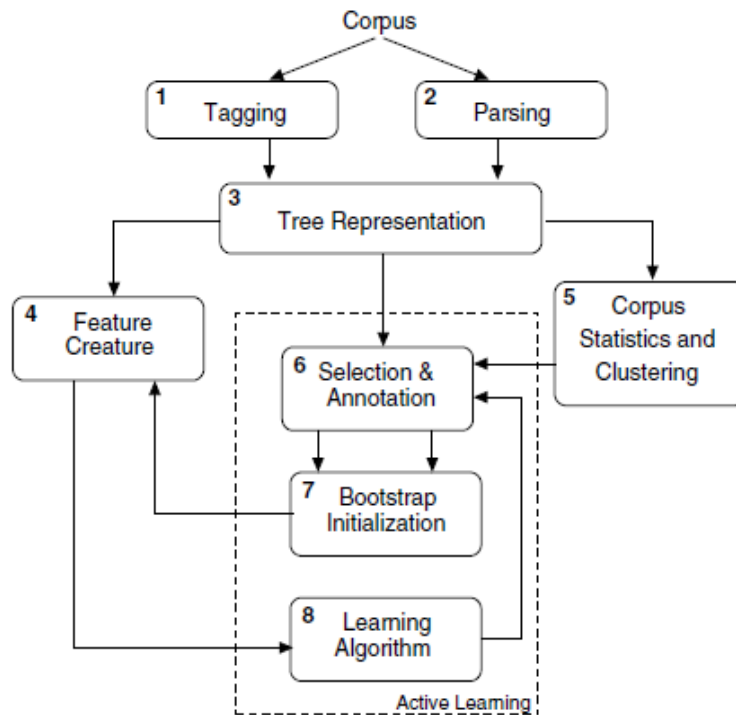 Corpus
1
Tagging
2
Parsing
3
Tree Representation
4
Feature
Creature
5
Corpus
Statistics and
Clustering
6
Selection &
Annotation
7
Bootstrap
Initialization
8
Learning
Algorithm
Active Learning